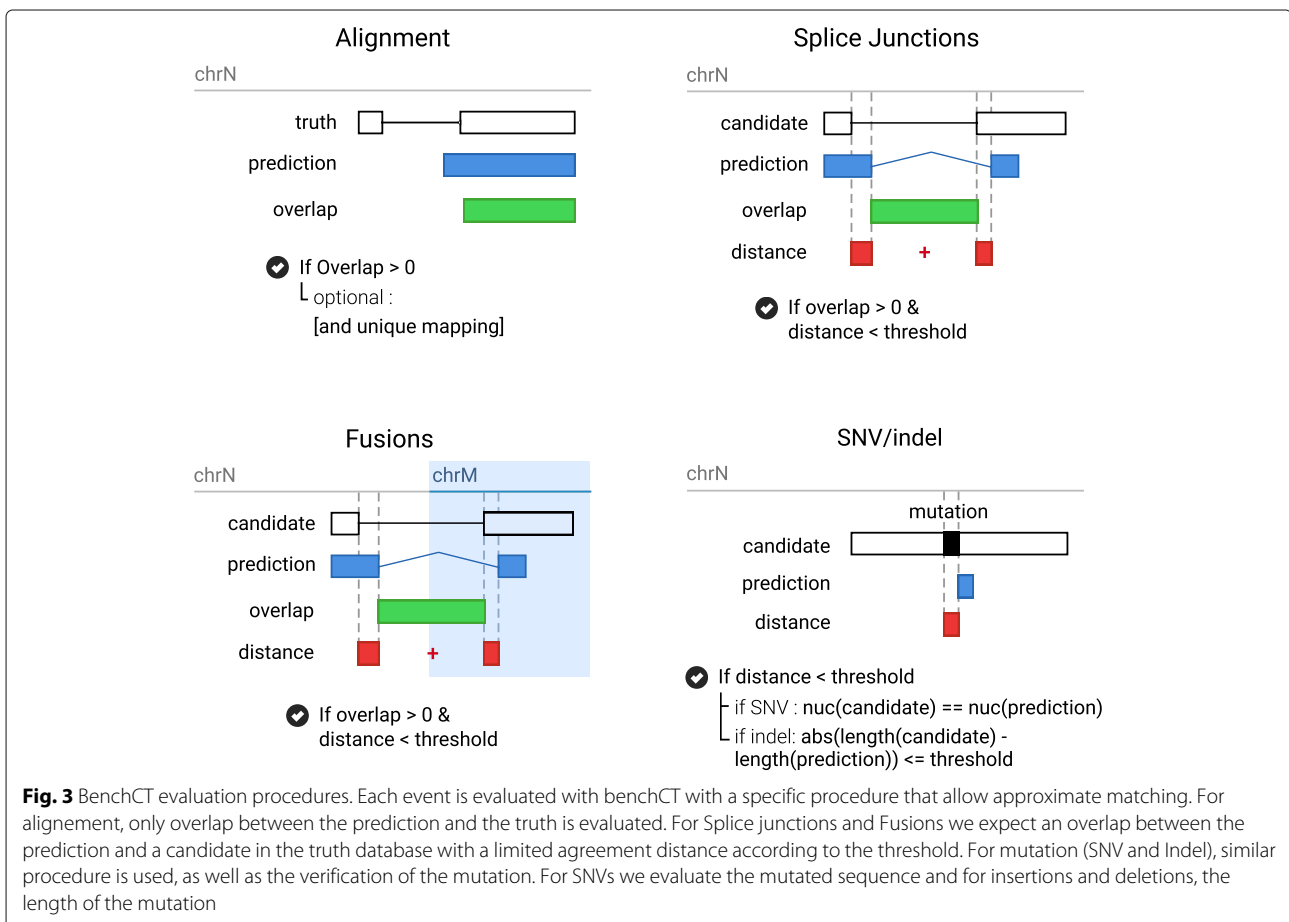 Alignment
chrN
truth
prediction
overlap
If Overlap > 0
optional :
[and unique mapping]
Splice Junctions
chrN
candidate
prediction
overlap
distance
+
If overlap > 0 &
distance < threshold
Fusions
chrN
chrM
candidate
prediction
overlap
distance
+
If overlap > 0 &
distance < threshold
SNV/indel
chrN
mutation
candidate
prediction
distance
If distance < threshold
if SNV : nuc(candidate) == nuc(prediction)
if indel: abs(length(candidate) -
length(prediction)) <= threshold
Fig. 3 BenchCT evaluation procedures. Each event is evaluated with benchCT with a specific procedure that allow approximate matching. For
alignement, only overlap between the prediction and the truth is evaluated. For Splice junctions and Fusions we expect an overlap between the
prediction and a candidate in the truth database with a limited agreement distance according to the threshold. For mutation (SNV and Indel), similar
procedure is used, as well as the verification of the mutation. For SNVs we evaluate the mutated sequence and for insertions and deletions, the
length of the mutation